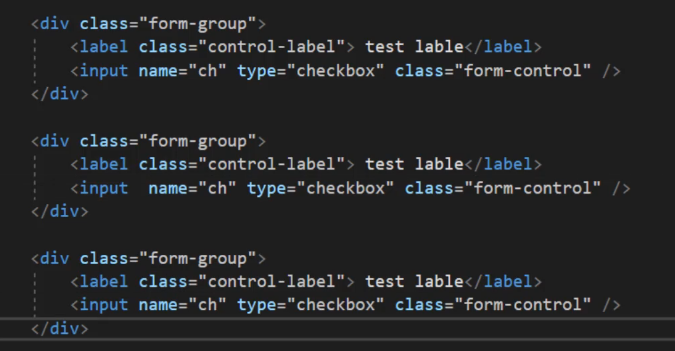 <div class="form-group">
    <label class="control-label"> test lable</label>
    <input name="ch" type="checkbox" class="form-control" />
</div>

<div class="form-group">
    <label class="control-label"> test lable</label>
    <input  name="ch" type="checkbox" class="form-control" />
</div>

<div class="form-group">
    <label class="control-label"> test lable</label>
    <input name="ch" type="checkbox" class="form-control" />
</div>